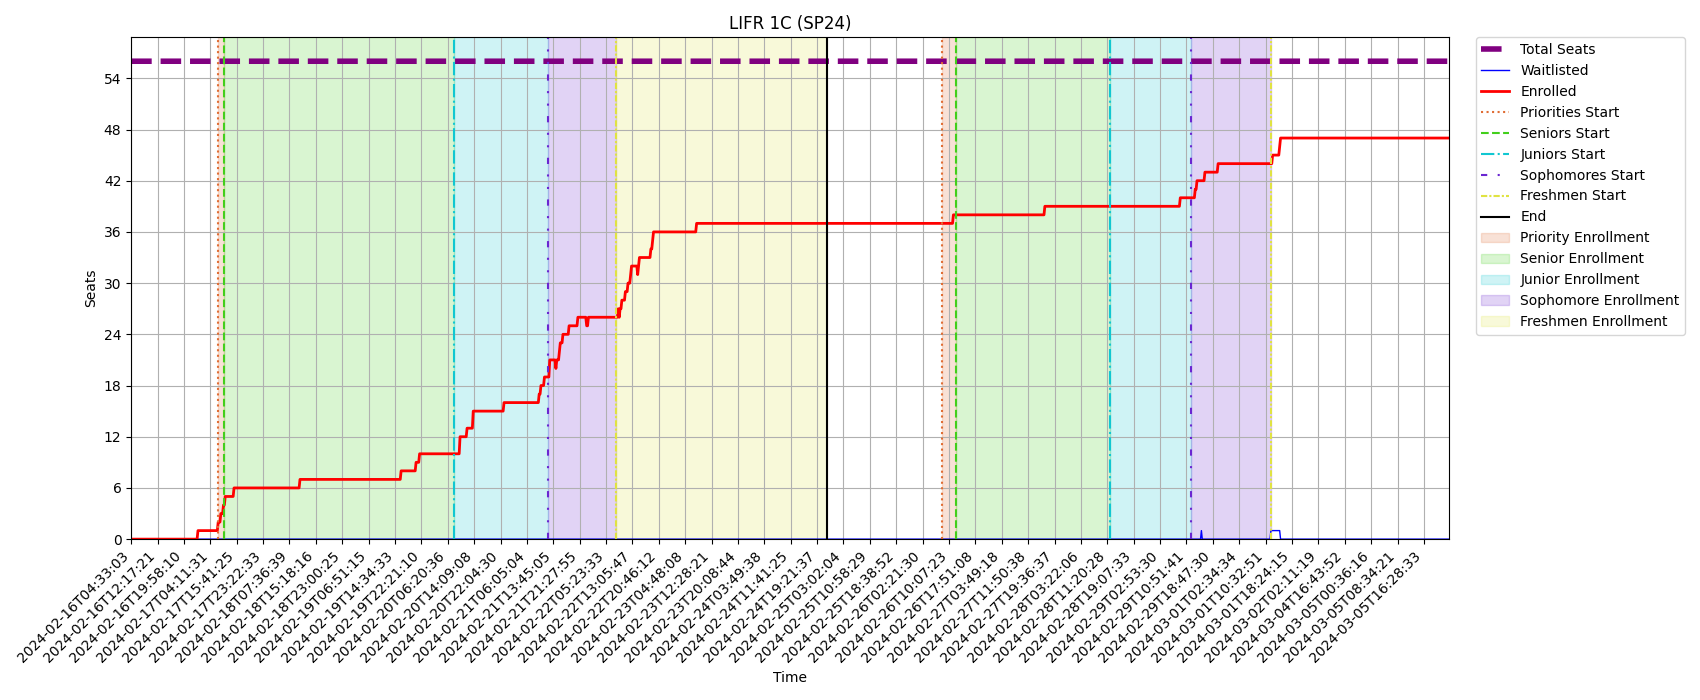 LIFR 1C (SP24)
Seats
54
48
42
36
30
24
18
12
6
0
2024-02-16T04:33:03
2024-02-16T12:17:21
2024-02-16T19:58:10
2024-02-17T04:11:31
2024-02-17T15:41:25
2024-02-17T23:22:33
2024-02-18T07:36:39
2024-02-18T15:18:16
2024-02-18T23:00:25
2024-02-19T06:51:15
2024-02-19T14:34:33
2024-02-19T22:21:10
2024-02-20T06:20:36
2024-02-20T14:09:08
2024-02-20T22:04:30
2024-02-21T06:05:04
2024-02-21T13:45:05
2024-02-21T21:27:55
2024-02-22T05:23:33
2024-02-22T13:05:47
2024-02-22T20:46:12
2024-02-23T04:48:08
2024-02-23T12:28:21
2024-02-23T20:08:44
2024-02-24T03:49:38
2024-02-24T11:41:25
2024-02-24T19:21:37
2024-02-25T03:02:04
2024-02-25T10:58:29
2024-02-25T18:38:52
2024-02-26T02:21:30
2024-02-26T10:07:23
2024-02-26T17:51:08
2024-02-27T03:49:18
2024-02-27T11:50:38
2024-02-27T19:36:37
2024-02-28T03:22:06
2024-02-28T11:20:28
2024-02-28T19:07:33
2024-02-29T02:53:30
2024-02-29T10:51:41
2024-02-29T18:47:30
2024-03-01T02:34:34
2024-03-01T10:32:51
2024-03-01T18:24:15
2024-03-02T02:11:19
2024-03-04T16:43:52
2024-03-05T00:36:16
2024-03-05T08:34:21
2024-03-05T16:28:33
Time
Total Seats
Waitlisted
Enrolled
Priorities Start
Seniors Start
Juniors Start
Sophomores Start
Freshmen Start
End
Priority Enrollment
Senior Enrollment
Junior Enrollment
Sophomore Enrollment
Freshmen Enrollment